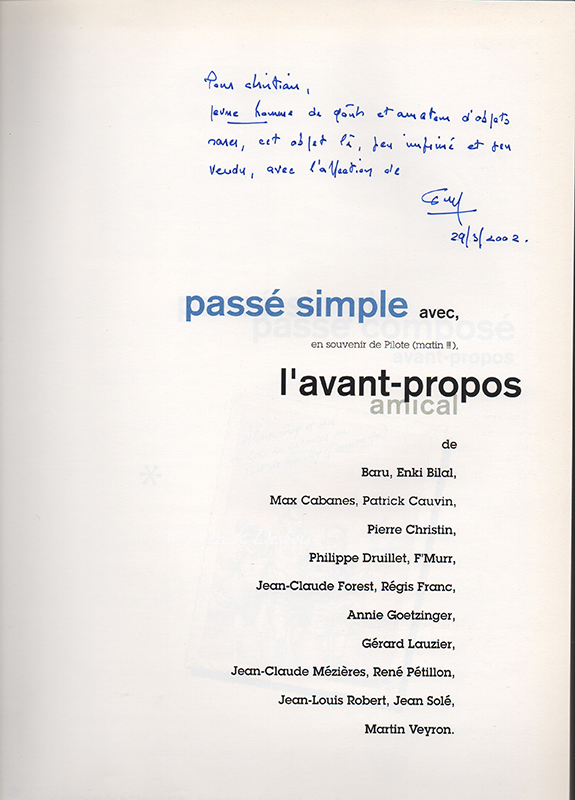 Pour christian,
jeune homme de goûts et amateur d'objets
rares, cet objet là, peu imprimé et peu
vendu, avec l'affection de
29/3/2002.
passé simple avec,
en souvenir de Pilote (matin !!!),
l'avant-propos
amical
de
Baru, Enki Bilal,
Max Cabanes, Patrick Cauvin,
Pierre Christin,
Philippe Druillet, F'Murr,
Jean-Claude Forest, Régis Franc,
Annie Goetzinger,
Gérard Lauzier,
Jean-Claude Mézières, René Pétillon,
Jean-Louis Robert, Jean Solé,
Martin Veyron.
passé composé
avant-propos